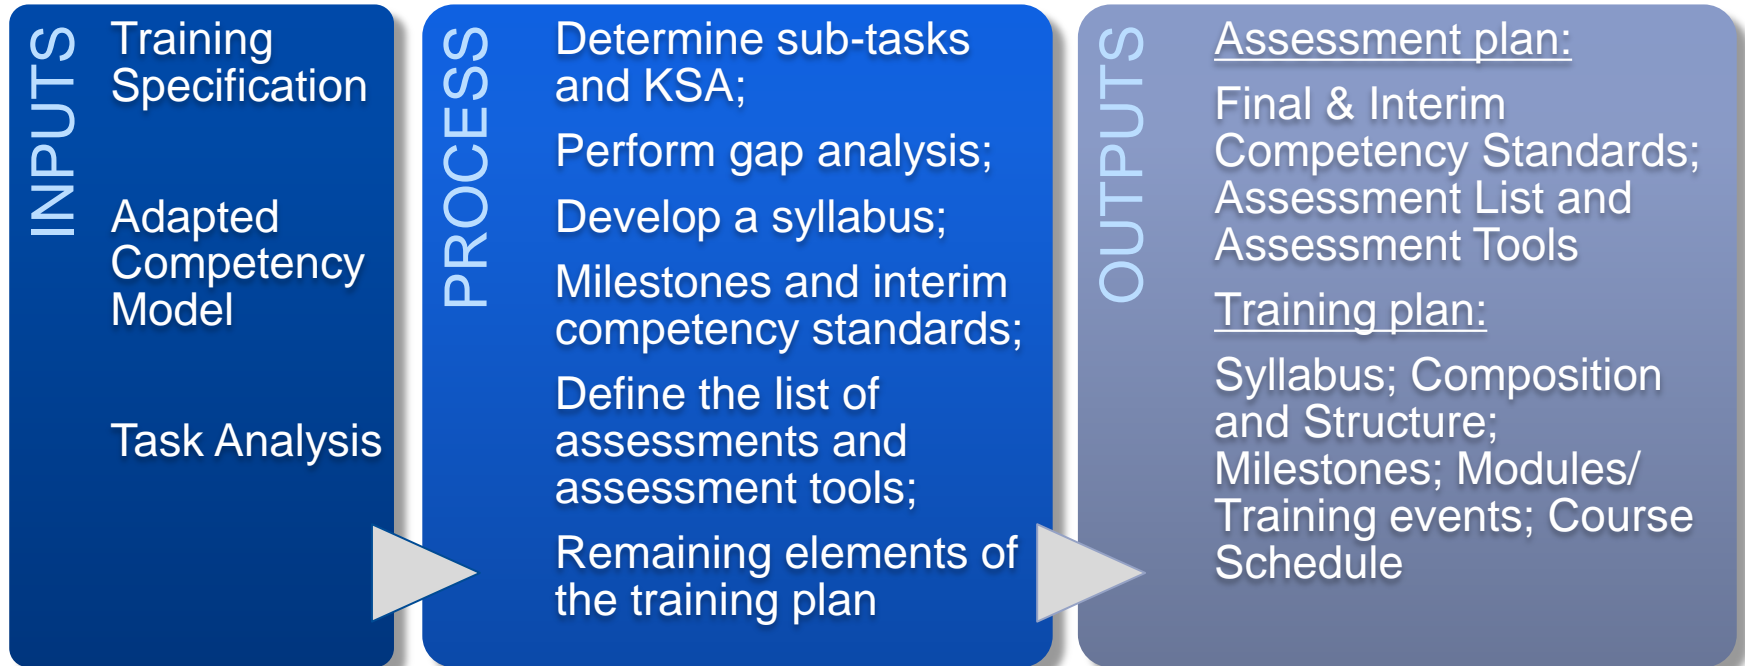 INPUTS
Training
Specification
Adapted
Competency
Model
Task Analysis
PROCESS
Determine sub-tasks
and KSA;
Perform gap analysis;
Develop a syllabus;
Milestones and interim
competency standards;
Define the list of
assessments and
assessment tools;
Remaining elements of
the training plan
OUTPUTS
Assessment plan:
Final & Interim
Competency Standards;
Assessment List and
Assessment Tools
Training plan:
Syllabus; Composition
and Structure;
Milestones; Modules/
Training events; Course
Schedule